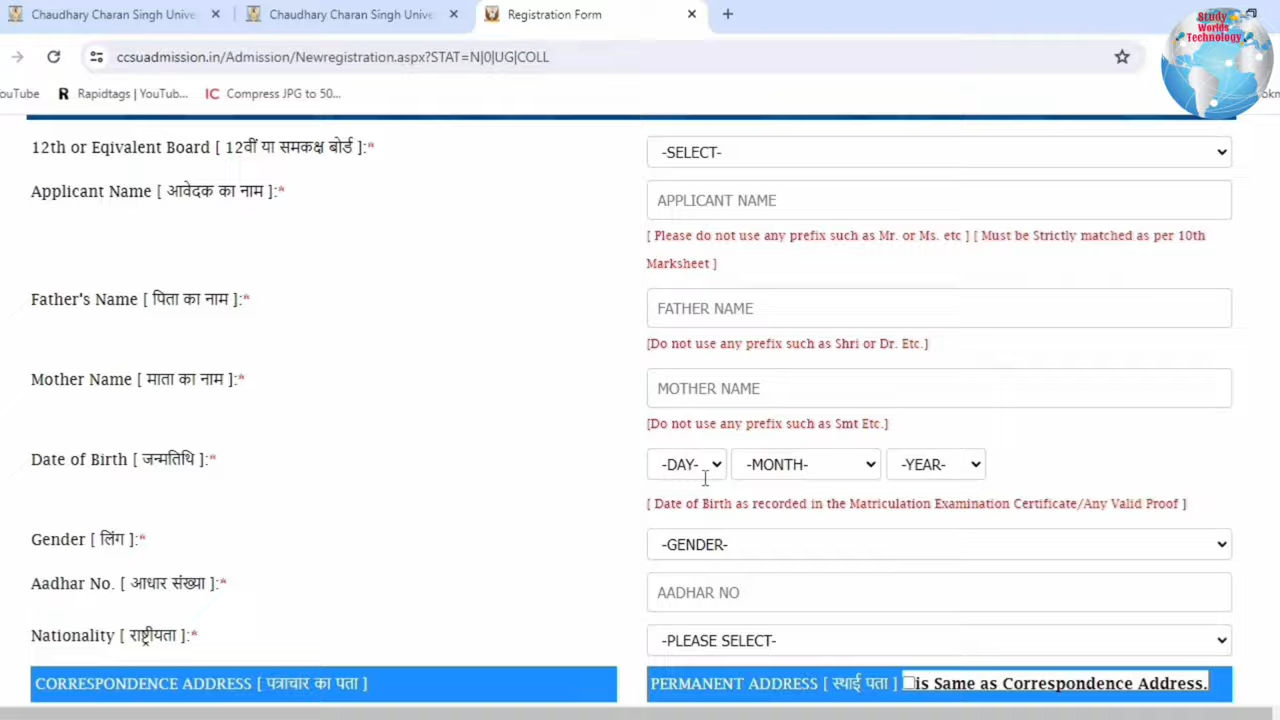 Chaudhary Charan Singh Unive
Chaudhary Charan Singh Unive
Registration Form
Study
Worlds
Technology
ccsuadmission.in/Admission/Newregistration.aspx?STAT=N|0|UG|COLL
ouTube
Rapidtags | YouTub...
IC Compress JPG to 50...
12th or Eqivalent Board [ 12वीं या समकक्ष बोर्ड ]:*
-SELECT-
Applicant Name [ आवेदक का नाम ]:*
APPLICANT NAME
[ Please do not use any prefix such as Mr. or Ms. etc ] [ Must be Strictly matched as per 10th
Marksheet ]
Father's Name [ पिता का नाम ]:*
FATHER NAME
[Do not use any prefix such as Shri or Dr. Etc.]
Mother Name [ माता का नाम ]:*
MOTHER NAME
[Do not use any prefix such as Smt Etc.]
Date of Birth [ जन्मतिथि ]:*
-DAY- -MONTH- -YEAR-
[ Date of Birth as recorded in the Matriculation Examination Certificate/Any Valid Proof ]
Gender [ लिंग ]:*
-GENDER-
Aadhar No. [ आधार संख्या ]:*
AADHAR NO
Nationality [ राष्ट्रीयता ]:*
-PLEASE SELECT-
CORRESPONDENCE ADDRESS [ पत्राचार का पता ]
PERMANENT ADDRESS [ स्थाई पता ] is Same as Correspondence Address.